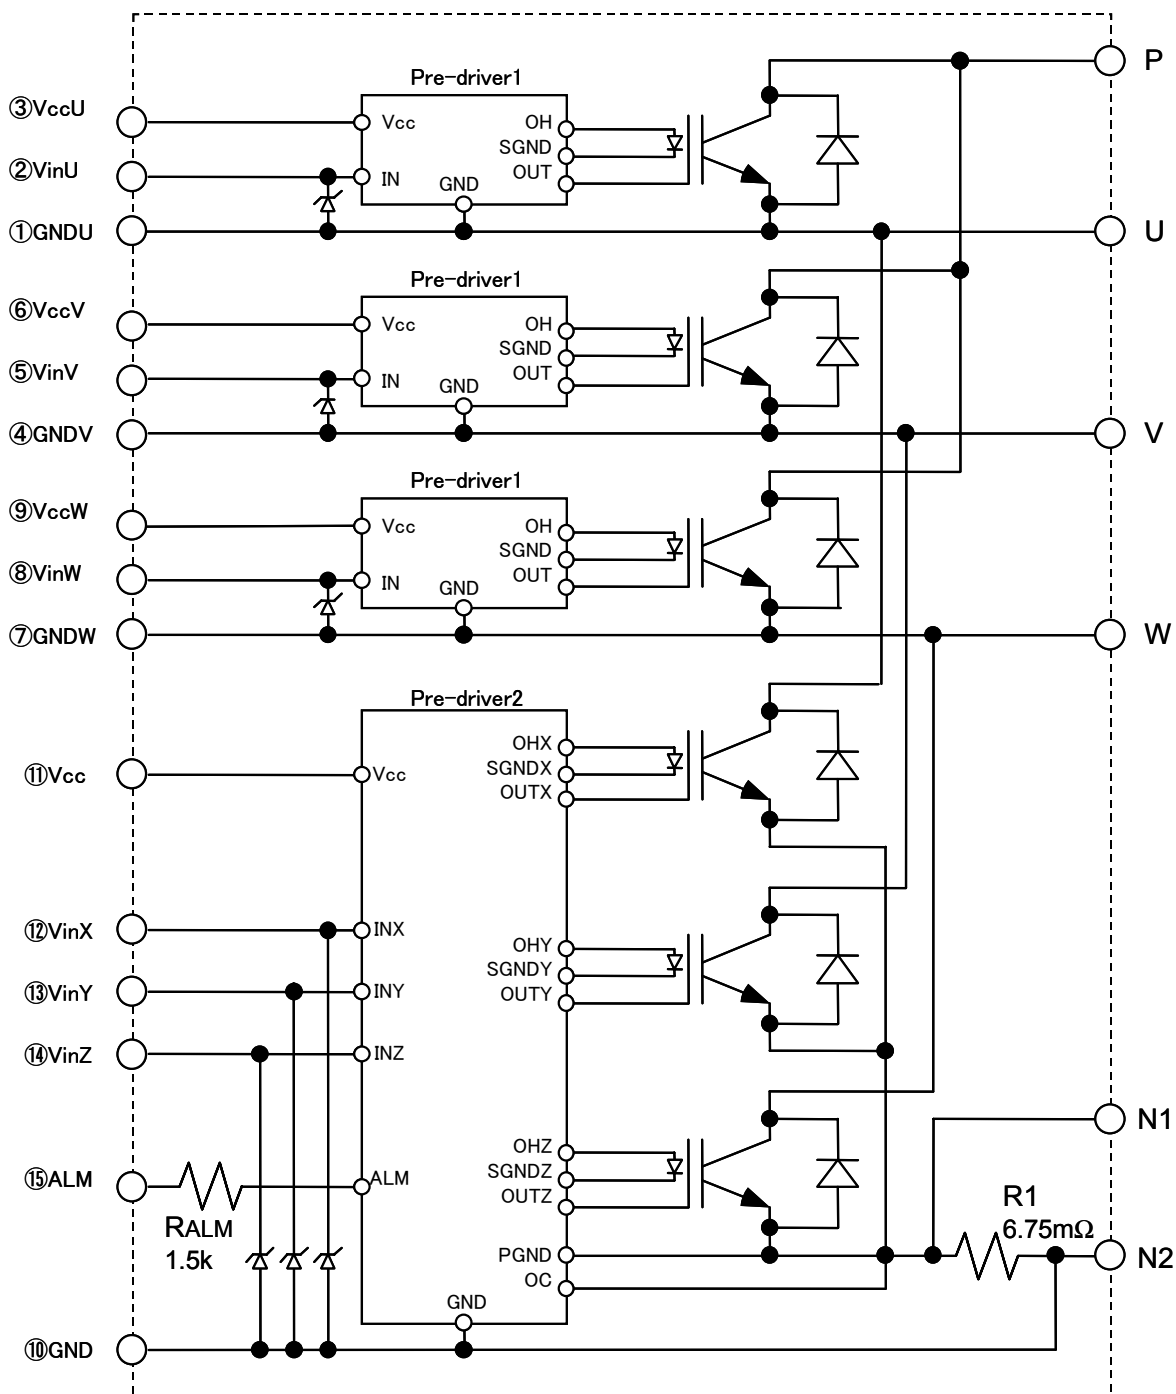 Pre-driver1
P
③VccU
Vcc
OH
SGND
②VinU
IN
GND
OUT
①GNDU
U
Pre-driver1
⑥VccV
Vcc
OH
SGND
⑤VinV
IN
GND
OUT
④GNDV
V
Pre-driver1
⑨VccW
Vcc
OH
SGND
⑧VinW
IN
GND
OUT
⑦GNDW
W
Pre-driver2
OHX
⑪Vcc
Vcc
SGNDX
OUTX
⑫VinX
INX
OHY
SGNDY
⑬VinY
INY
OUTY
⑭VinZ
INZ
N1
OHZ
⑮ALM
ALM
SGNDZ
OUTZ
RALM
1.5k
R1
6.75mΩ
PGND
N2
OC
GND
⑩GND